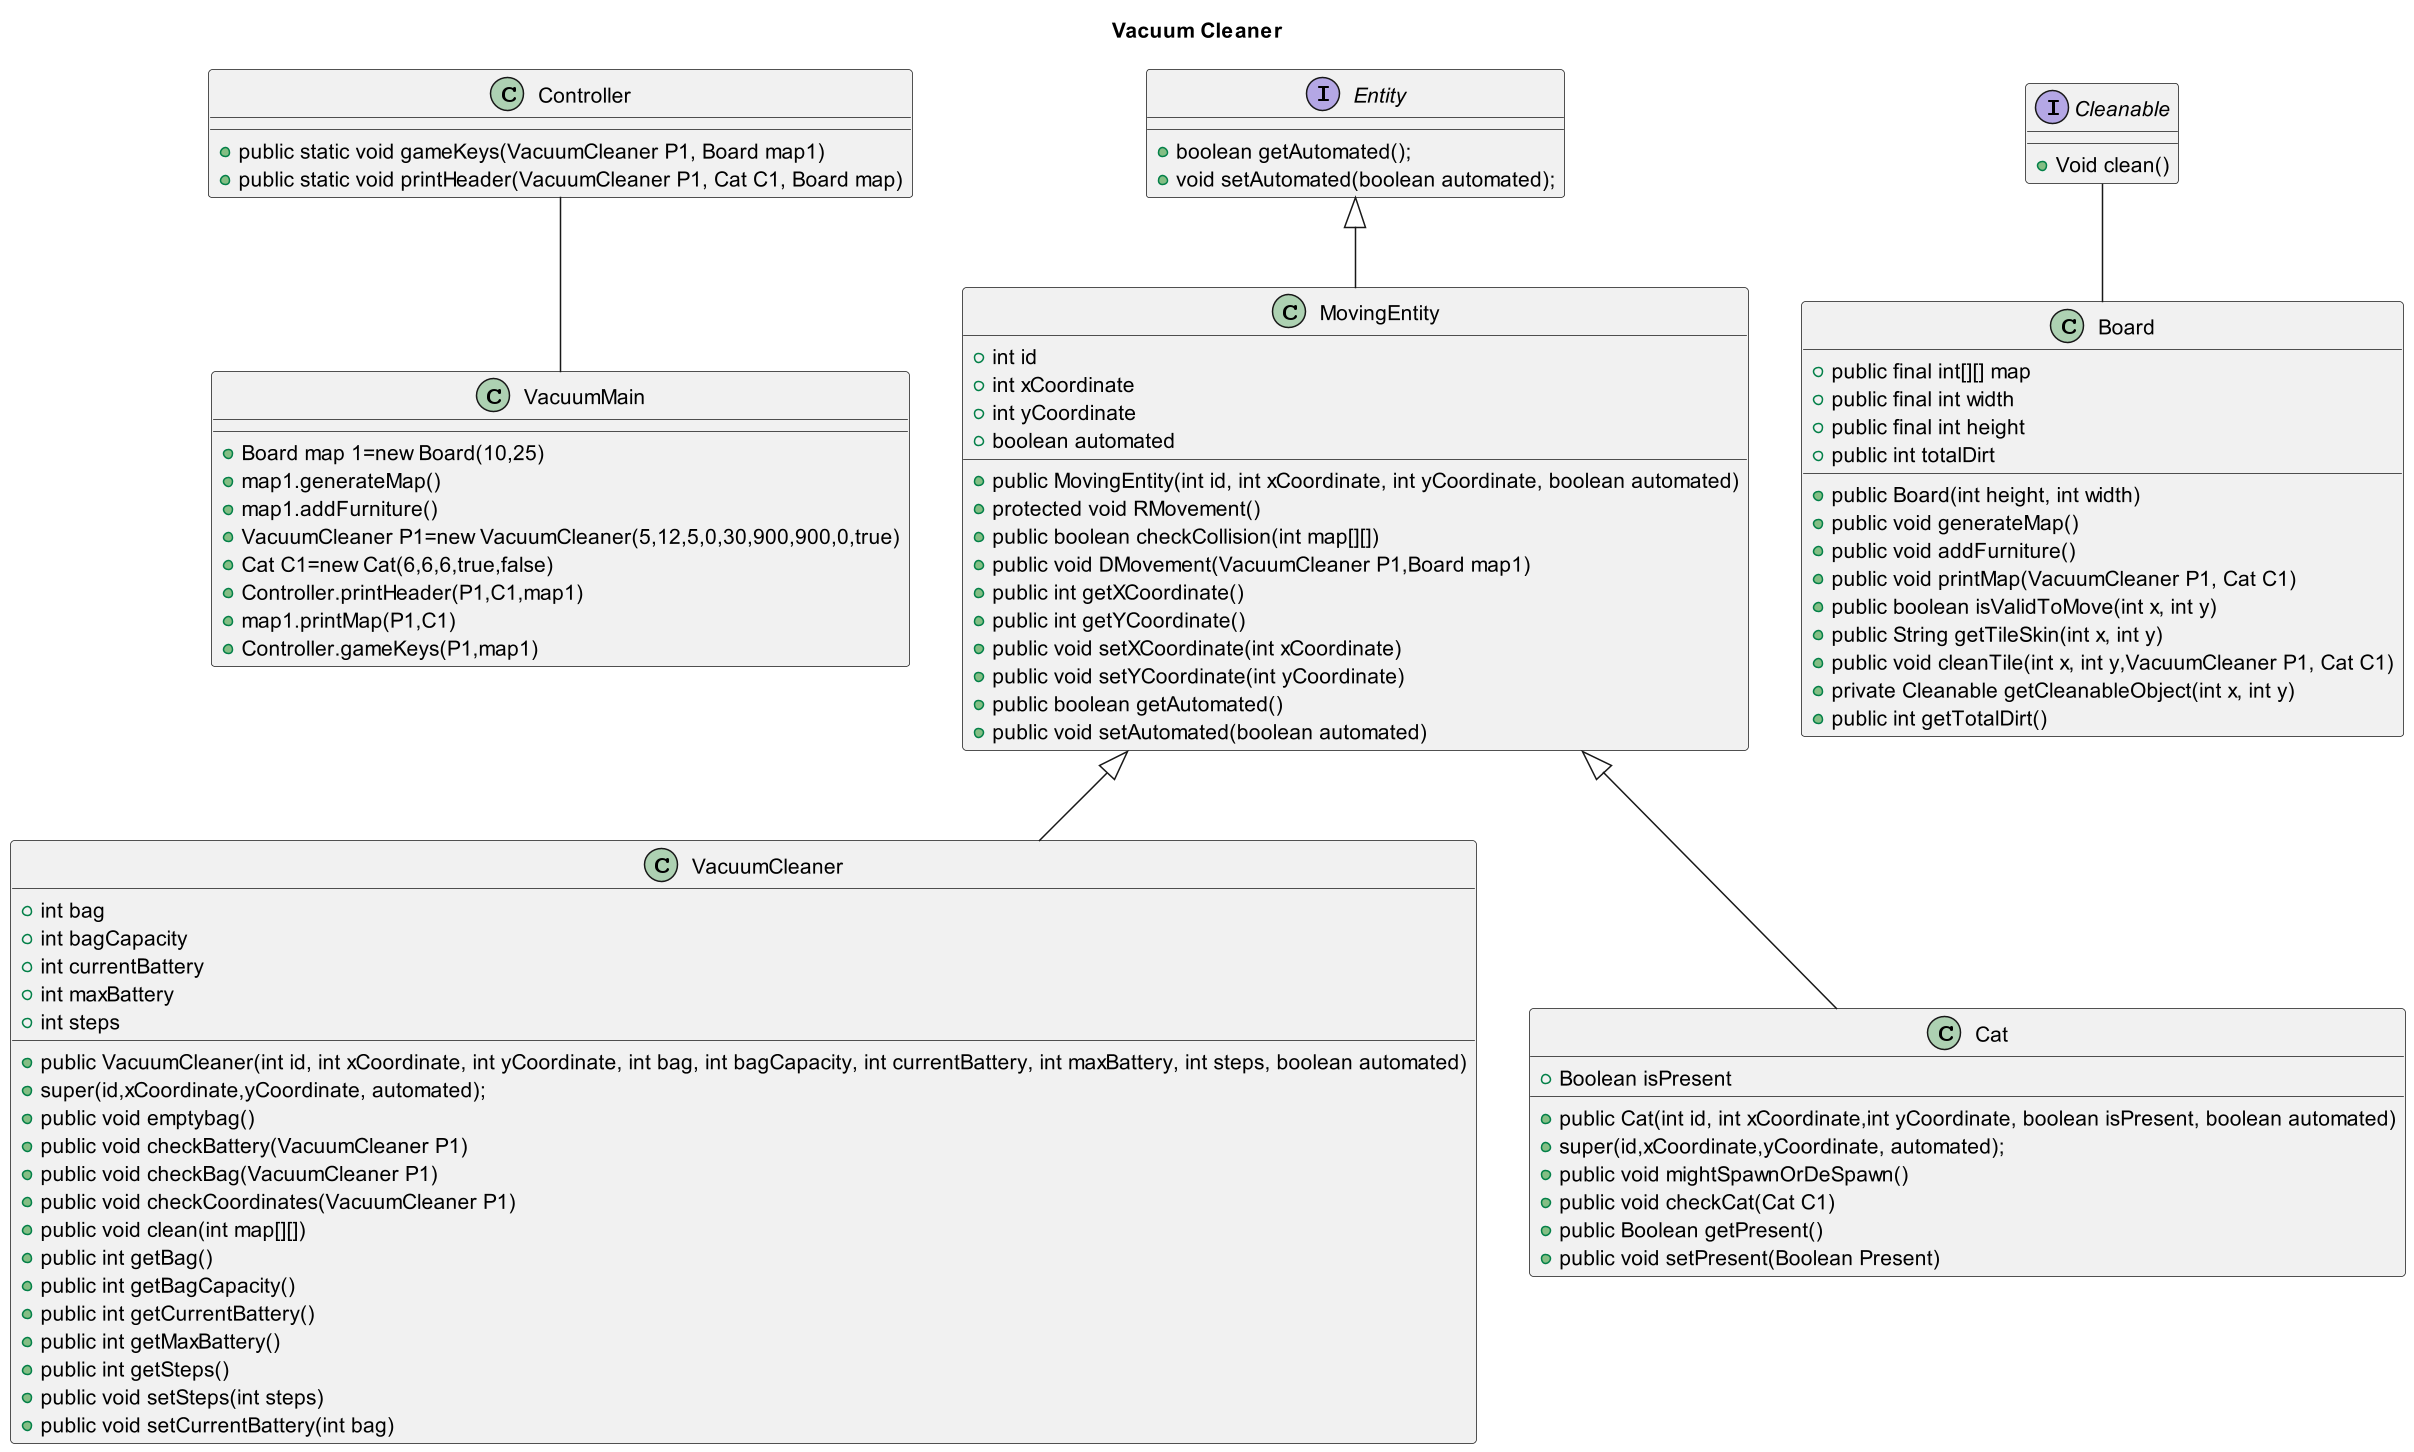 Vacuum Cleaner
C Controller
public static void gameKeys(VacuumCleaner P1, Board map1)
public static void printHeader(VacuumCleaner P1, Cat C1, Board map)
I Entity
boolean getAutomated();
void setAutomated(boolean automated);
I Cleanable
Void clean()
C VacuumMain
Board map 1=new Board(10,25)
map1.generateMap()
map1.addFurniture()
VacuumCleaner P1=new VacuumCleaner(5,12,5,0,30,900,900,0,true)
Cat C1=new Cat(6,6,6,true,false)
Controller.printHeader(P1,C1,map1)
map1.printMap(P1,C1)
Controller.gameKeys(P1,map1)
C MovingEntity
int id
int xCoordinate
int yCoordinate
boolean automated
public MovingEntity(int id, int xCoordinate, int yCoordinate, boolean automated)
protected void RMovement()
public boolean checkCollision(int map[][])
public void DMovement(VacuumCleaner P1,Board map1)
public int getXCoordinate()
public int getYCoordinate()
public void setXCoordinate(int xCoordinate)
public void setYCoordinate(int yCoordinate)
public boolean getAutomated()
public void setAutomated(boolean automated)
C Board
public final int[][] map
public final int width
public final int height
public int totalDirt
public Board(int height, int width)
public void generateMap()
public void addFurniture()
public void printMap(VacuumCleaner P1, Cat C1)
public boolean isValidToMove(int x, int y)
public String getTileSkin(int x, int y)
public void cleanTile(int x, int y,VacuumCleaner P1, Cat C1)
private Cleanable getCleanableObject(int x, int y)
public int getTotalDirt()
C VacuumCleaner
int bag
int bagCapacity
int currentBattery
int maxBattery
int steps
public VacuumCleaner(int id, int xCoordinate, int yCoordinate, int bag, int bagCapacity, int currentBattery, int maxBattery, int steps, boolean automated)
super(id,xCoordinate,yCoordinate, automated);
public void emptybag()
public void checkBattery(VacuumCleaner P1)
public void checkBag(VacuumCleaner P1)
public void checkCoordinates(VacuumCleaner P1)
public void clean(int map[][])
public int getBag()
public int getBagCapacity()
public int getCurrentBattery()
public int getMaxBattery()
public int getSteps()
public void setSteps(int steps)
public void setCurrentBattery(int bag)
C Cat
Boolean isPresent
public Cat(int id, int xCoordinate,int yCoordinate, boolean isPresent, boolean automated)
super(id,xCoordinate,yCoordinate, automated);
public void mightSpawnOrDeSpawn()
public void checkCat(Cat C1)
public Boolean getPresent()
public void setPresent(Boolean Present)